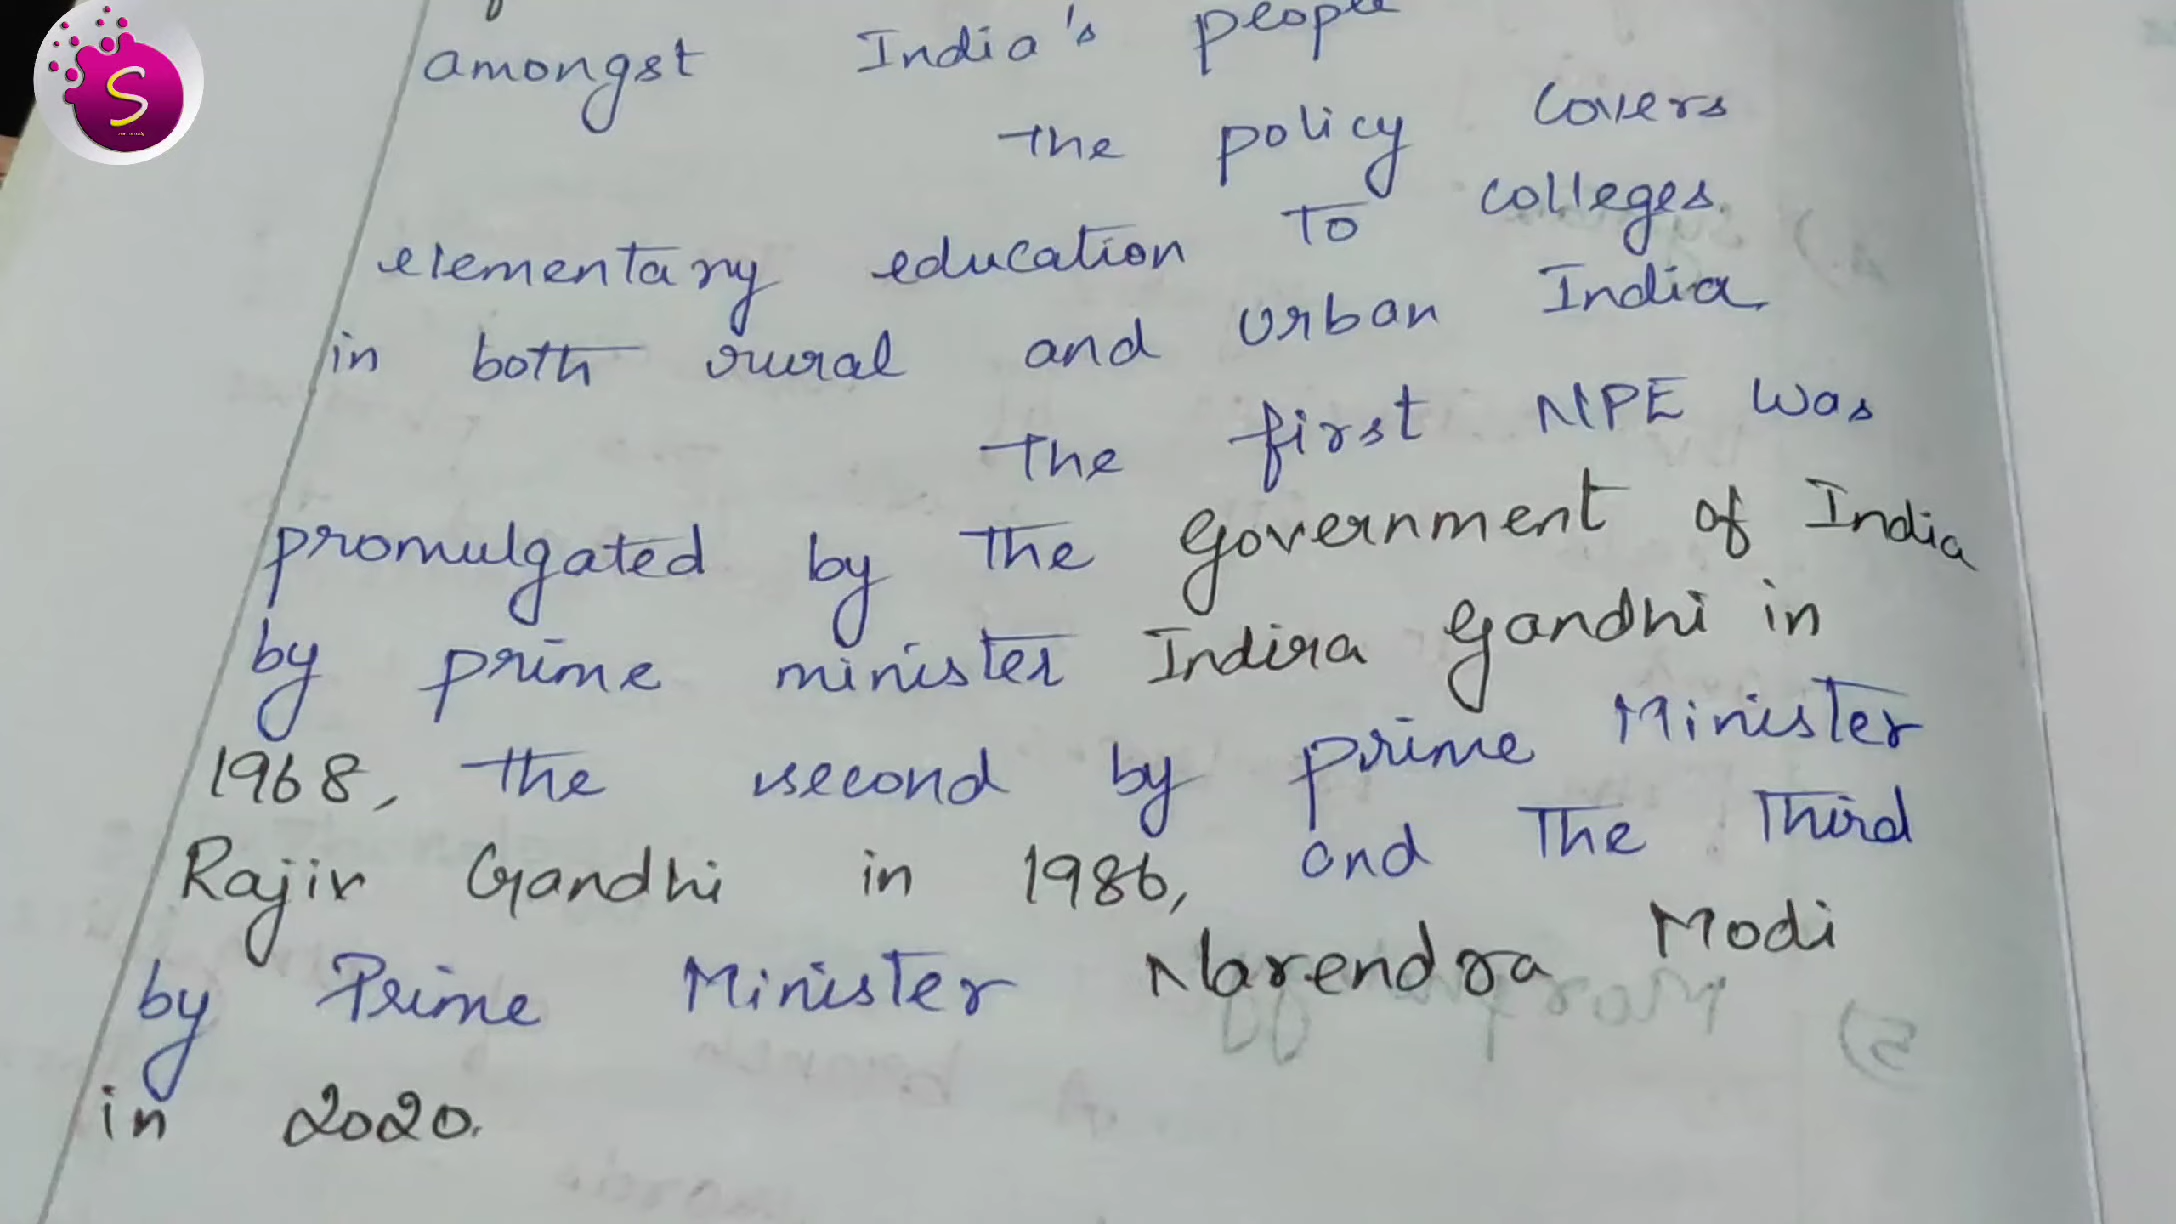 amongst India's people
the policy covers
elementary education to colleges
in both rural and urban India
the first NPE was
promulgated by the Government of India
by prime minister Indira Gandhi in
1968, the second by prime Minister
Rajiv Gandhi in 1986, and The Third
by Prime Minister Narendra Modi
in 2020.
S